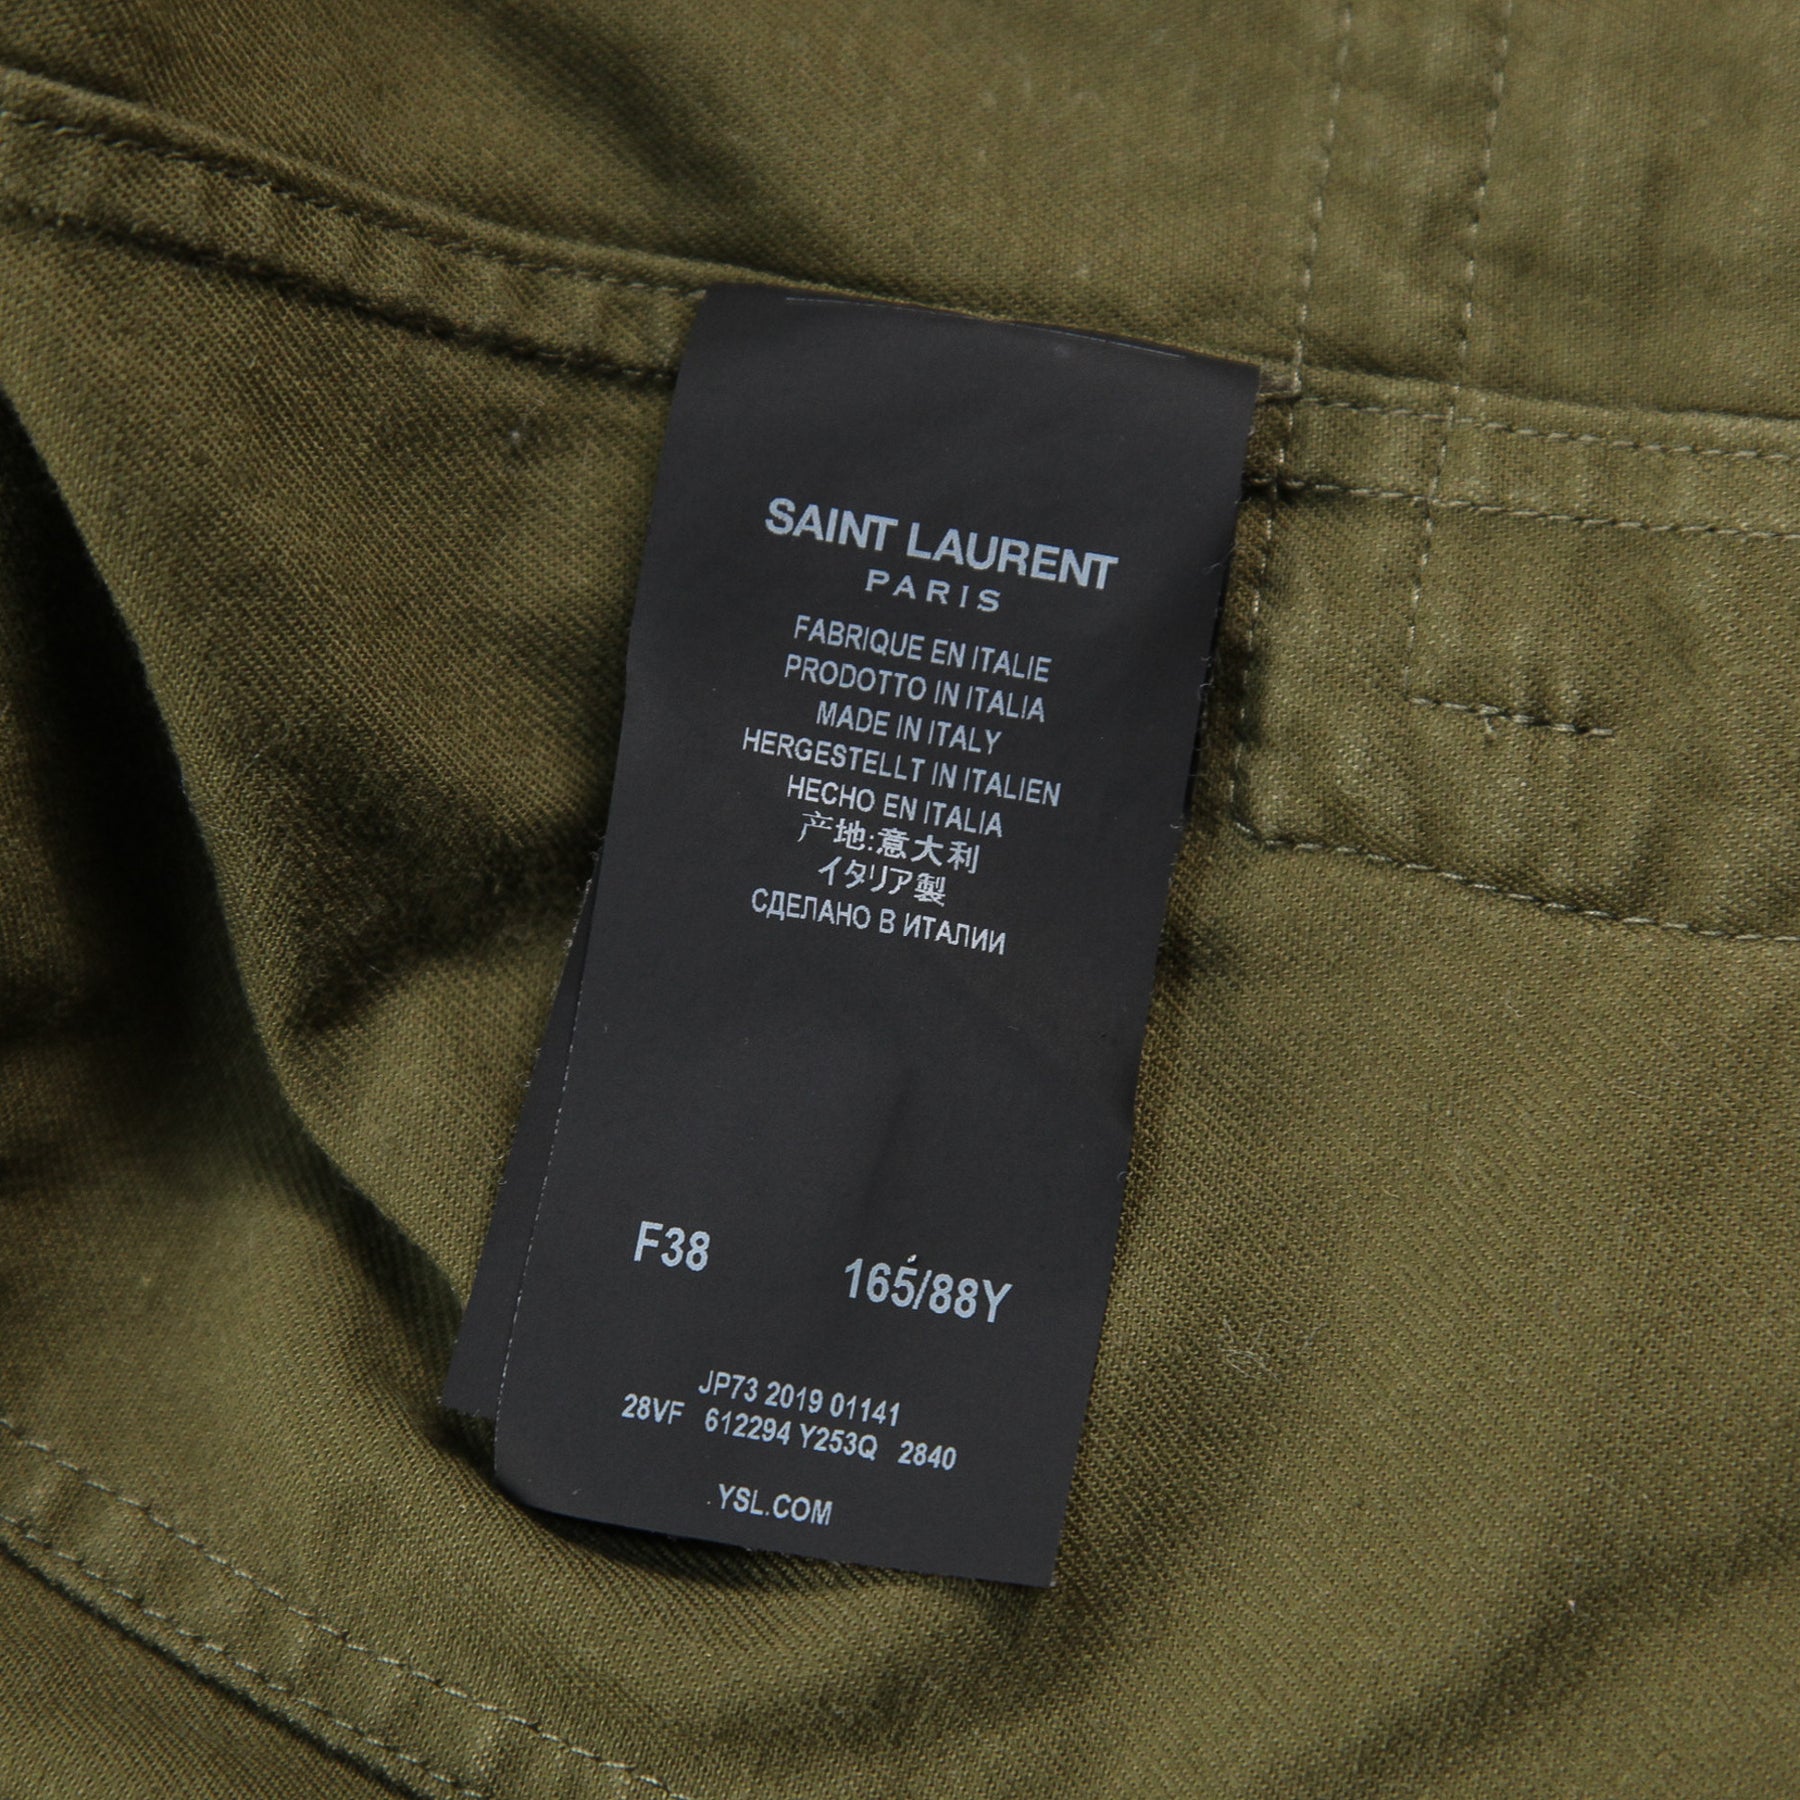 SAINT LAURENT
PARIS
FABRIQUE EN ITALIE
PRODOTTO IN ITALIA
MADE IN ITALY
HERGESTELLT IN ITALIEN
HECHO EN ITALIA
产地:意大利
イタリア製
СДЕЛАНО В ИТАЛИИ
F38 165/88Y
JP73 2019 01141
28VF 612294 Y253Q 2840
YSL.COM